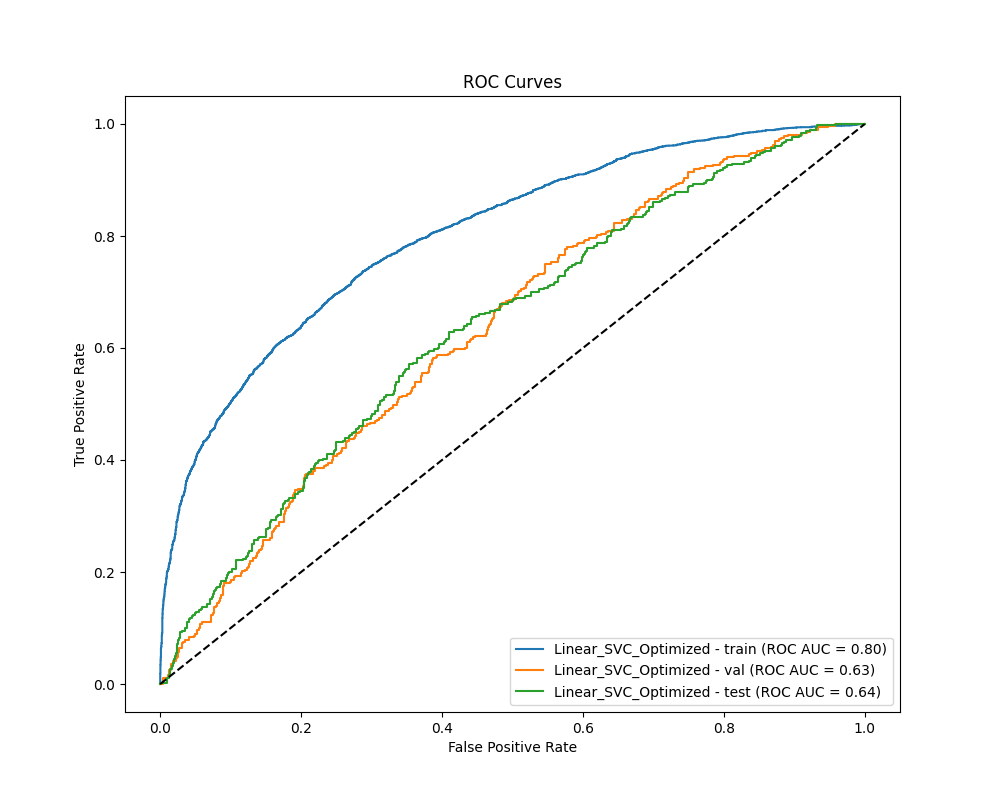 ROC Curves
1.0
0.8
0.6
0.4
0.2
0.0
True Positive Rate
0.0 0.2 0.4 0.6 0.8 1.0
False Positive Rate
Linear_SVC_Optimized - train (ROC AUC = 0.80)
Linear_SVC_Optimized - val (ROC AUC = 0.63)
Linear_SVC_Optimized - test (ROC AUC = 0.64)